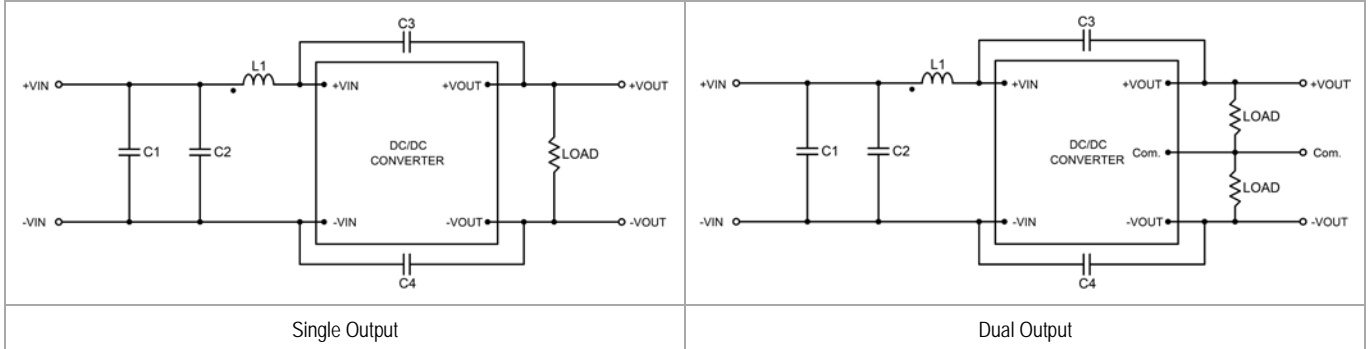 C3
L1
+VIN +VIN +VOUT +VOUT
C1 C2 DC/DC CONVERTER LOAD
-VIN -VIN -VOUT -VOUT
C4
Single Output
C3
L1
+VIN +VIN +VOUT +VOUT
LOAD
C1 C2 DC/DC CONVERTER Com. Com.
LOAD
-VIN -VIN -VOUT -VOUT
C4
Dual Output